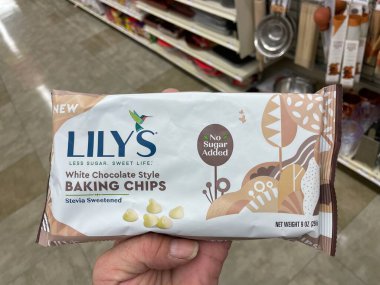 NEW
LILY'S
LESS SUGAR. SWEET LIFE.
White Chocolate Style
BAKING CHIPS
Stevia Sweetened
No
Sugar
Added
NET WEIGHT 9 OZ